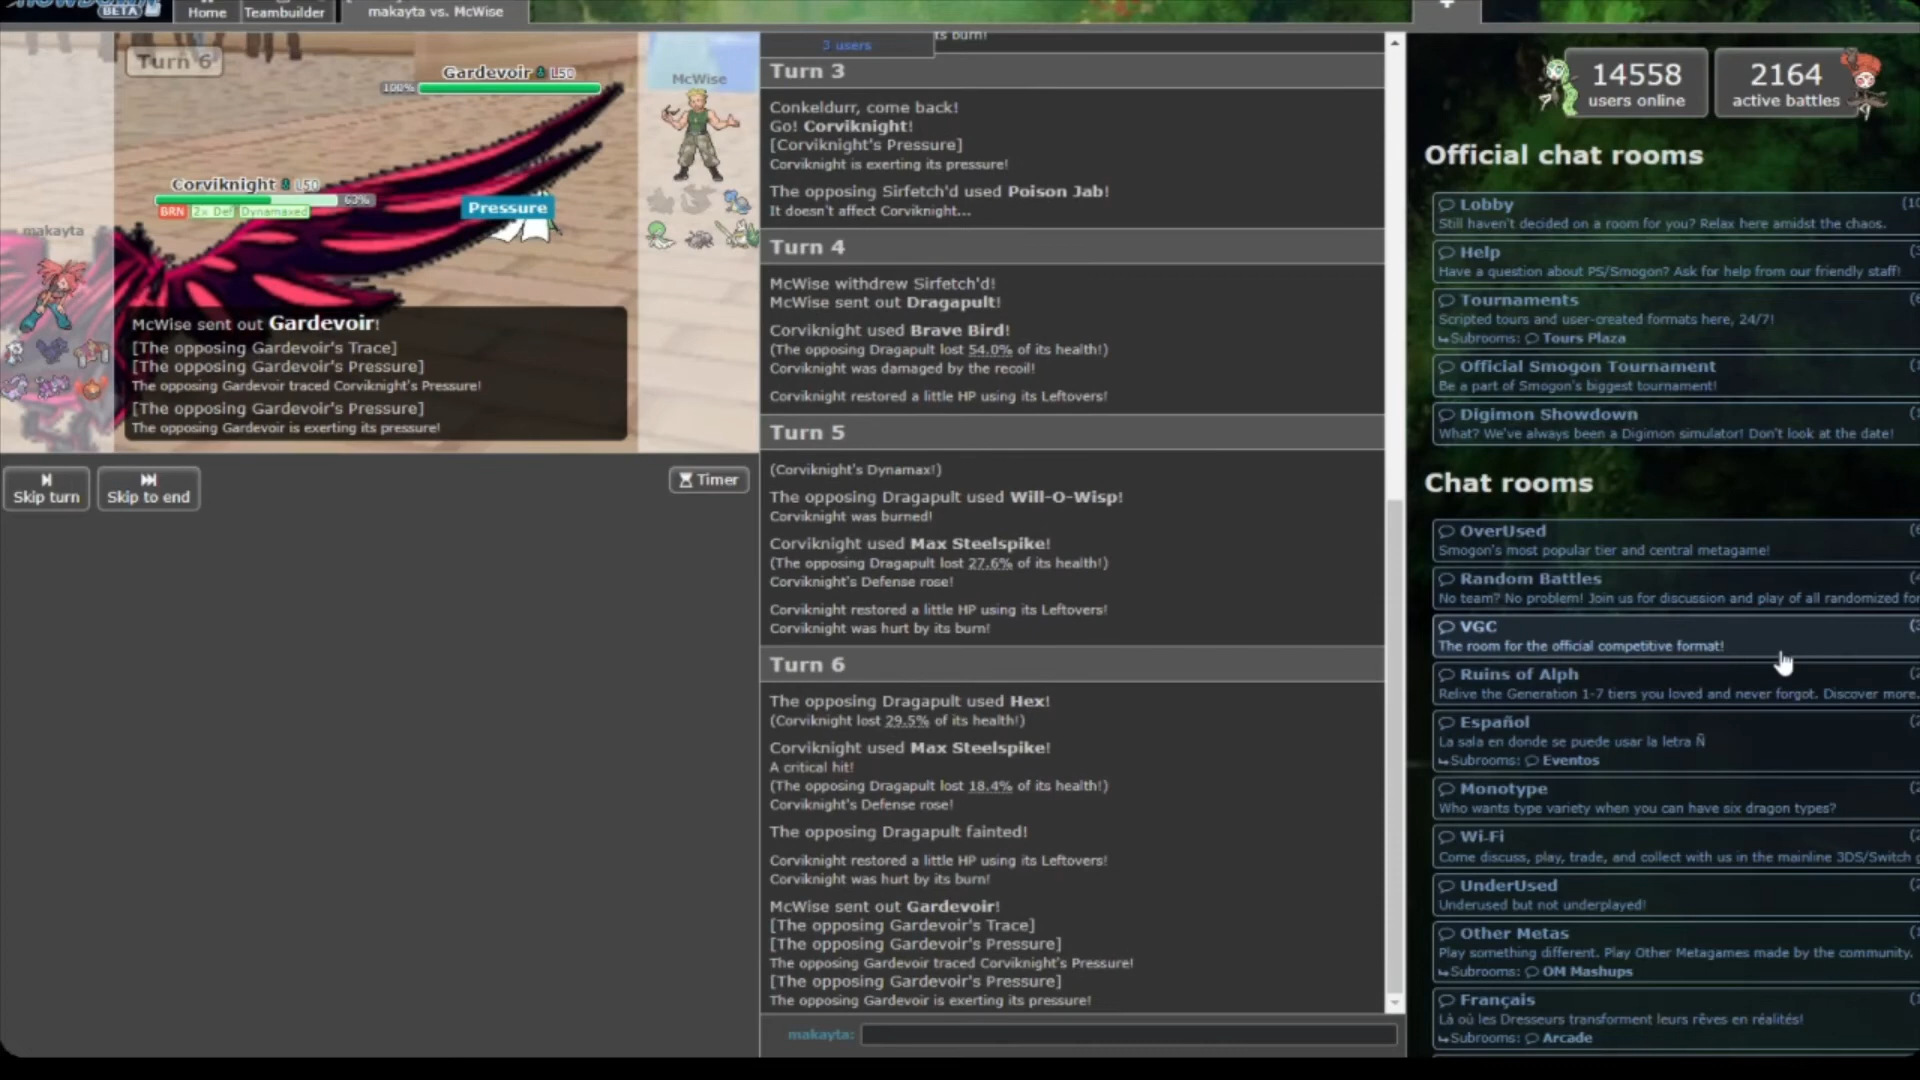 BETA
Home
Teambuilder
makayta vs. McWise
Turn 6
Gardevoir L50
100%
Corviknight L50
63%
BRN 2x Def Dynamaxed
Pressure
McWise
makayta
McWise sent out Gardevoir!
[The opposing Gardevoir's Trace]
[The opposing Gardevoir's Pressure]
The opposing Gardevoir traced Corviknight's Pressure!
[The opposing Gardevoir's Pressure]
The opposing Gardevoir is exerting its pressure!
Skip turn
Skip to end
Timer
3 users
ts burn!
Turn 3
Conkeldurr, come back!
Go! Corviknight!
[Corviknight's Pressure]
Corviknight is exerting its pressure!
The opposing Sirfetch'd used Poison Jab!
It doesn't affect Corviknight...
Turn 4
McWise withdrew Sirfetch'd!
McWise sent out Dragapult!
Corviknight used Brave Bird!
(The opposing Dragapult lost 54.0% of its health!)
Corviknight was damaged by the recoil!
Corviknight restored a little HP using its Leftovers!
Turn 5
(Corviknight's Dynamax!)
The opposing Dragapult used Will-O-Wisp!
Corviknight was burned!
Corviknight used Max Steelspike!
(The opposing Dragapult lost 27.6% of its health!)
Corviknight's Defense rose!
Corviknight restored a little HP using its Leftovers!
Corviknight was hurt by its burn!
Turn 6
The opposing Dragapult used Hex!
(Corviknight lost 29.5% of its health!)
Corviknight used Max Steelspike!
A critical hit!
(The opposing Dragapult lost 18.4% of its health!)
Corviknight's Defense rose!
The opposing Dragapult fainted!
Corviknight restored a little HP using its Leftovers!
Corviknight was hurt by its burn!
McWise sent out Gardevoir!
[The opposing Gardevoir's Trace]
[The opposing Gardevoir's Pressure]
The opposing Gardevoir traced Corviknight's Pressure!
[The opposing Gardevoir's Pressure]
The opposing Gardevoir is exerting its pressure!
makayta:
14558
users online
2164
active battles
Official chat rooms
Lobby
Still haven't decided on a room for you? Relax here amidst the chaos.
Help
Have a question about PS/Smogon? Ask for help from our friendly staff!
Tournaments
Scripted tours and user-created formats here, 24/7!
Subrooms: Tours Plaza
Official Smogon Tournament
Be a part of Smogon's biggest tournament!
Digimon Showdown
What? We've always been a Digimon simulator! Don't look at the date!
Chat rooms
OverUsed
Smogon's most popular tier and central metagame!
Random Battles
No team? No problem! Join us for discussion and play of all randomized for
VGC
The room for the official competitive format!
Ruins of Alph
Relive the Generation 1-7 tiers you loved and never forgot. Discover more.
Español
La sala en donde se puede usar la letra Ñ
Subrooms: Eventos
Monotype
Who wants type variety when you can have six dragon types?
Wi-Fi
Come discuss, play, trade, and collect with us in the mainline 3DS/Switch g
UnderUsed
Underused but not underplayed!
Other Metas
Play something different. Play Other Metagames made by the community.
Subrooms: OM Mashups
Français
Là où les Dresseurs transforment leurs rêves en réalités!
Subrooms: Arcade